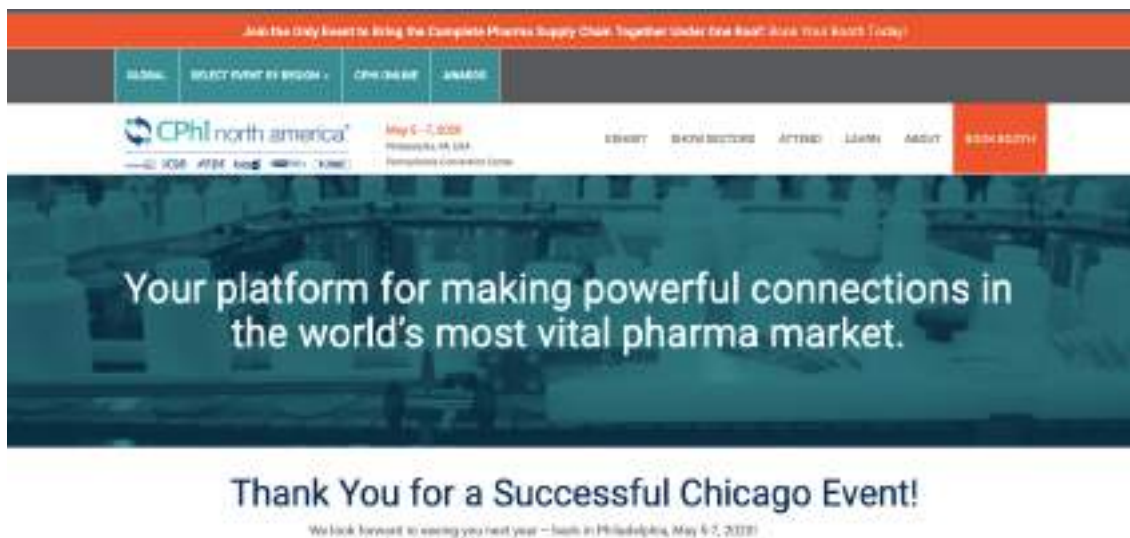 Join the Only Event to Bring the Complete Pharma Supply Chain Together Under One Roof! Book Your Booth Today!
GLOBAL SELECT EVENT BY REGION CPHI ONLINE AWARDS
CPhI north america
May 5 - 7, 2020
Philadelphia, PA, USA
Pennsylvania Convention Center
EXHIBIT SHOW SECTORS ATTEND LEARN ABOUT BOOK BOOTH
Your platform for making powerful connections in
the world's most vital pharma market.
Thank You for a Successful Chicago Event!
We look forward to seeing you next year – back in Philadelphia, May 5-7, 2020!